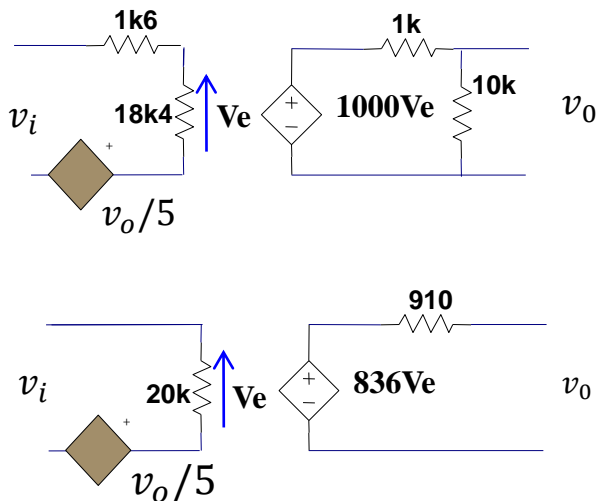 1k6
1k
v_i
18k4
Ve
+
−
1000Ve
10k
v_0
+
v_o/5
910
v_i
20k
Ve
+
−
836Ve
v_0
+
v_o/5